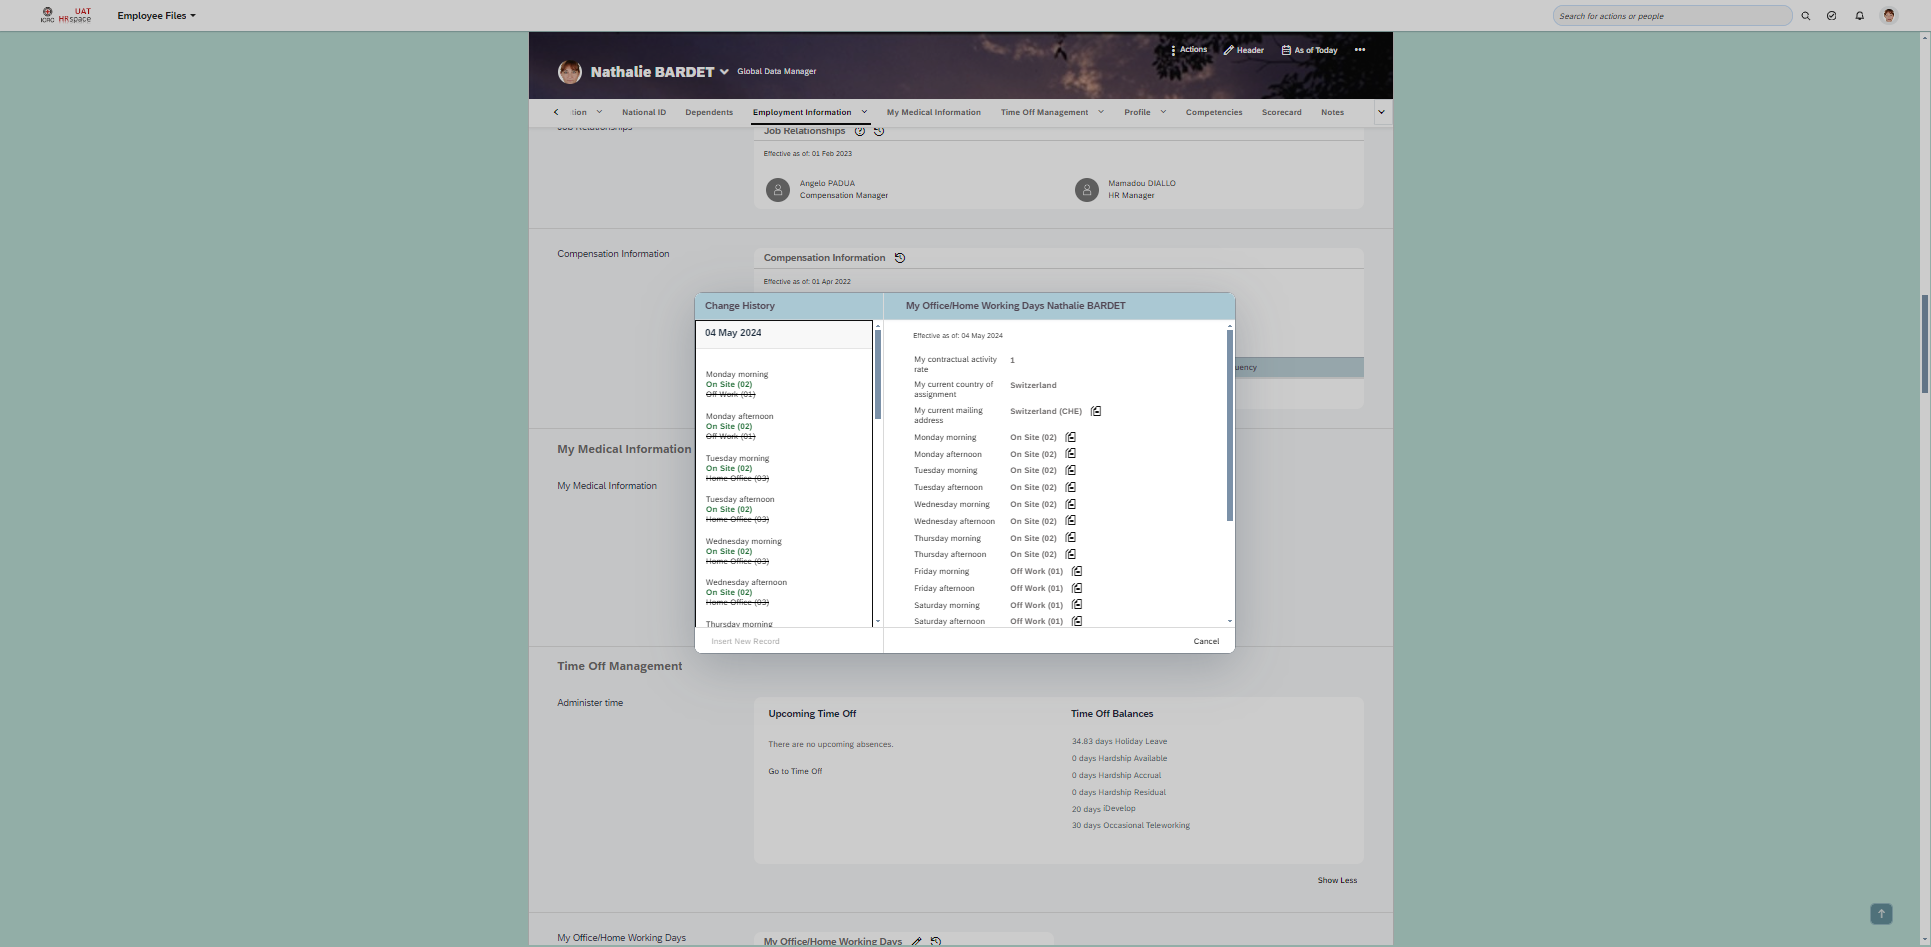 ICRC
UAT
HRspace
Employee Files
Search for actions or people
Actions
Header
As of Today
Nathalie BARDET
Global Data Manager
tion
National ID
Dependents
Employment Information
My Medical Information
Time Off Management
Profile
Competencies
Scorecard
Notes
Job Relationships
Job Relationships
Effective as of: 01 Feb 2023
Angelo PADUA
Compensation Manager
Mamadou DIALLO
HR Manager
Compensation Information
Compensation Information
Effective as of: 01 Apr 2022
uency
Change History
04 May 2024
Monday morning
On Site (02)
Off Work (01)
Monday afternoon
On Site (02)
Off Work (01)
Tuesday morning
On Site (02)
Home Office (03)
Tuesday afternoon
On Site (02)
Home Office (03)
Wednesday morning
On Site (02)
Home Office (03)
Wednesday afternoon
On Site (02)
Home Office (03)
Thursday morning
Insert New Record
My Office/Home Working Days Nathalie BARDET
Effective as of: 04 May 2024
My contractual activity
rate
1
My current country of
assignment
Switzerland
My current mailing
address
Switzerland (CHE)
Monday morning On Site (02)
Monday afternoon On Site (02)
Tuesday morning On Site (02)
Tuesday afternoon On Site (02)
Wednesday morning On Site (02)
Wednesday afternoon On Site (02)
Thursday morning On Site (02)
Thursday afternoon On Site (02)
Friday morning Off Work (01)
Friday afternoon Off Work (01)
Saturday morning Off Work (01)
Saturday afternoon Off Work (01)
Cancel
My Medical Information
My Medical Information
Time Off Management
Administer time
Upcoming Time Off
There are no upcoming absences.
Go to Time Off
Time Off Balances
34.83 days Holiday Leave
0 days Hardship Available
0 days Hardship Accrual
0 days Hardship Residual
20 days iDevelop
30 days Occasional Teleworking
Show Less
My Office/Home Working Days
My Office/Home Working Days